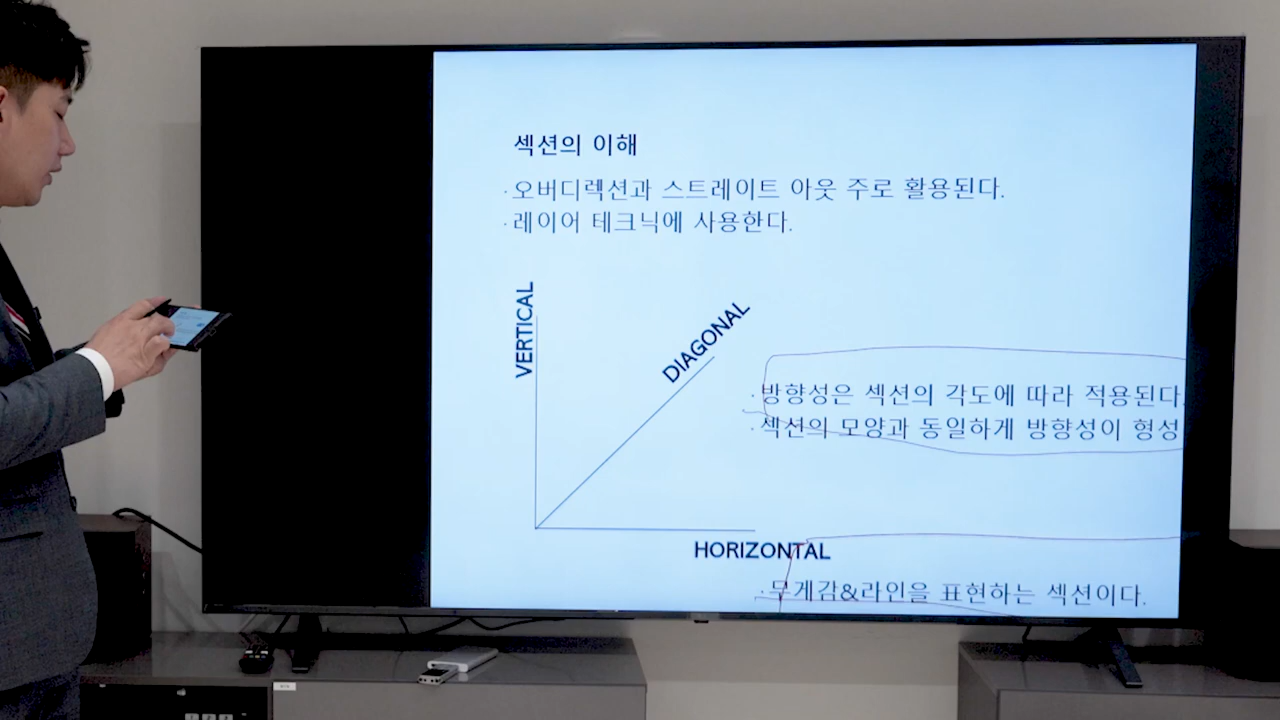 섹션의 이해
·오버디렉션과 스트레이트 아웃 주로 활용된다.
·레이어 테크닉에 사용한다.
VERTICAL
DIAGONAL
·방향성은 섹션의 각도에 따라 적용된다.
·섹션의 모양과 동일하게 방향성이 형성
HORIZONTAL
·무게감&라인을 표현하는 섹션이다.